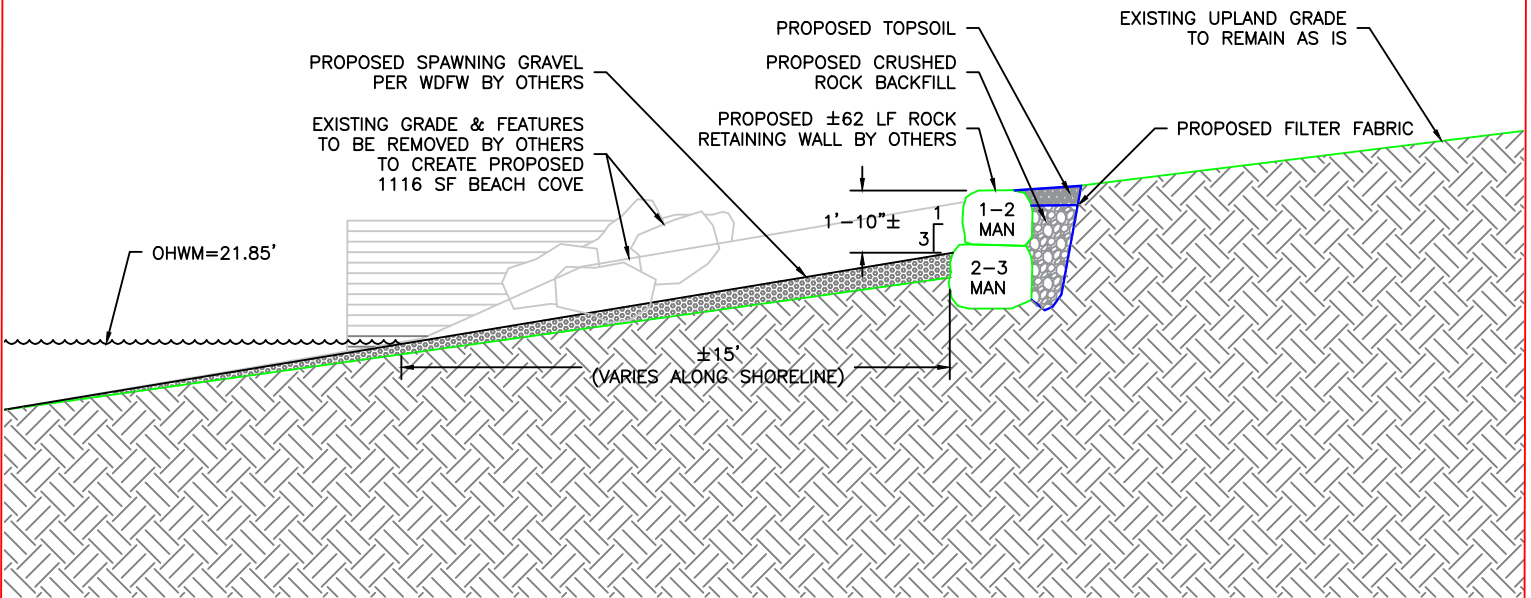 EXISTING UPLAND GRADE
TO REMAIN AS IS
PROPOSED TOPSOIL
PROPOSED SPAWNING GRAVEL
PER WDFW BY OTHERS
PROPOSED CRUSHED
ROCK BACKFILL
EXISTING GRADE & FEATURES
TO BE REMOVED BY OTHERS
TO CREATE PROPOSED
1116 SF BEACH COVE
PROPOSED ±62 LF ROCK
RETAINING WALL BY OTHERS
PROPOSED FILTER FABRIC
1'-10"±
1
3
1-2
MAN
2-3
MAN
OHWM=21.85'
±15'
(VARIES ALONG SHORELINE)